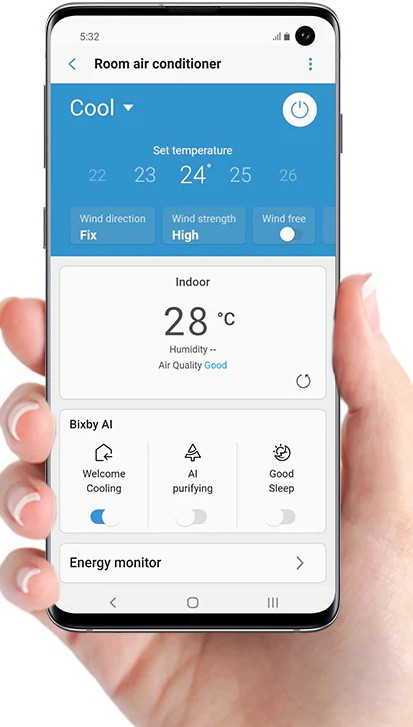 5:32
Room air conditioner
Cool
Set temperature
22 23 24° 25 26
Wind direction Wind strength Wind free
Fix High
Indoor
28 °C
Humidity --
Air Quality Good
Bixby AI
Welcome Cooling
AI purifying
Good Sleep
Energy monitor